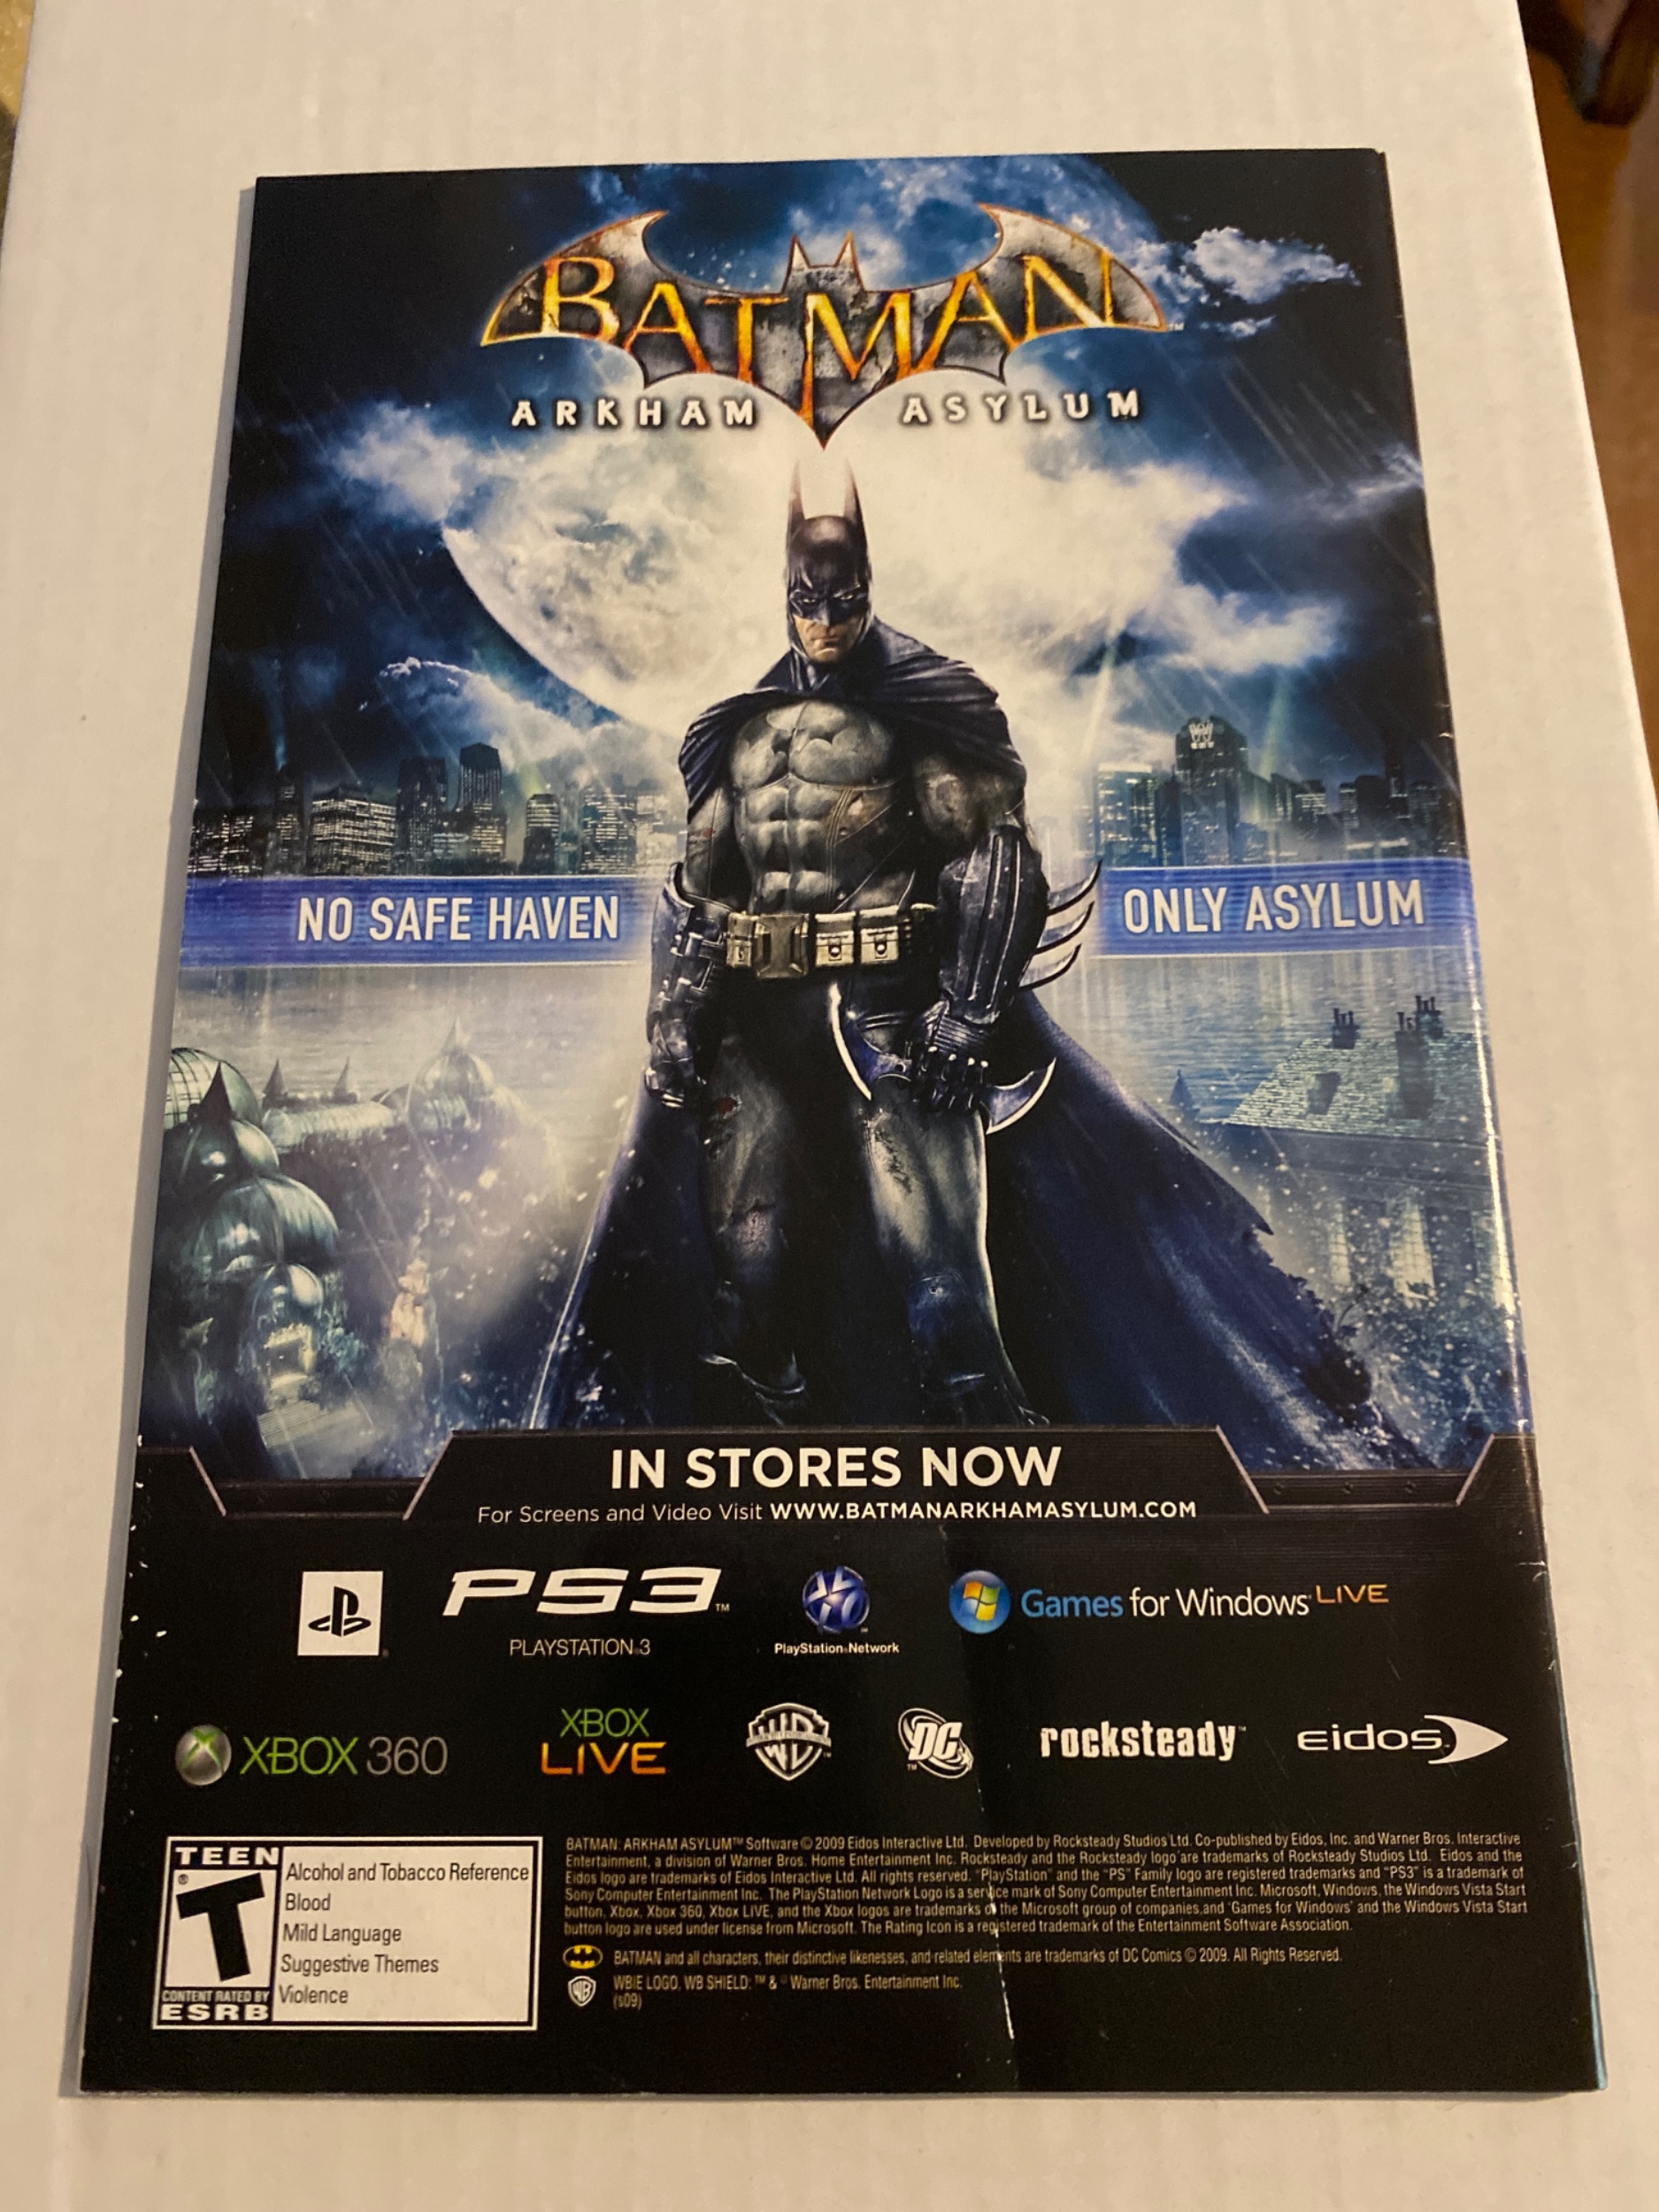 BATMAN™
ARKHAM ASYLUM
NO SAFE HAVEN ONLY ASYLUM
IN STORES NOW
For Screens and Video Visit WWW.BATMANARKHAMASYLUM.COM
PS3™
PLAYSTATION 3
PlayStation Network
Games for Windows LIVE
XBOX 360
XBOX
LIVE
WB
DC
rocksteady™
eidos
TEEN
T
CONTENT RATED BY
ESRB
Alcohol and Tobacco Reference
Blood
Mild Language
Suggestive Themes
Violence
BATMAN: ARKHAM ASYLUM™ Software © 2009 Eidos Interactive Ltd. Developed by Rocksteady Studios Ltd. Co-published by Eidos, Inc. and Warner Bros. Interactive
Entertainment, a division of Warner Bros. Home Entertainment Inc. Rocksteady and the Rocksteady logo are trademarks of Rocksteady Studios Ltd. Eidos and the
Eidos logo are trademarks of Eidos Interactive Ltd. All rights reserved. "PlayStation" and the "PS" Family logo are registered trademarks and "PS3" is a trademark of
Sony Computer Entertainment Inc. The PlayStation Network Logo is a service mark of Sony Computer Entertainment Inc. Microsoft, Windows, the Windows Vista Start
button, Xbox, Xbox 360, Xbox LIVE, and the Xbox logos are trademarks of the Microsoft group of companies,and 'Games for Windows' and the Windows Vista Start
button logo are used under license from Microsoft. The Rating Icon is a registered trademark of the Entertainment Software Association.
BATMAN and all characters, their distinctive likenesses, and related elements are trademarks of DC Comics © 2009. All Rights Reserved.
WBIE LOGO, WB SHIELD: ™ & © Warner Bros. Entertainment Inc.
(s09)